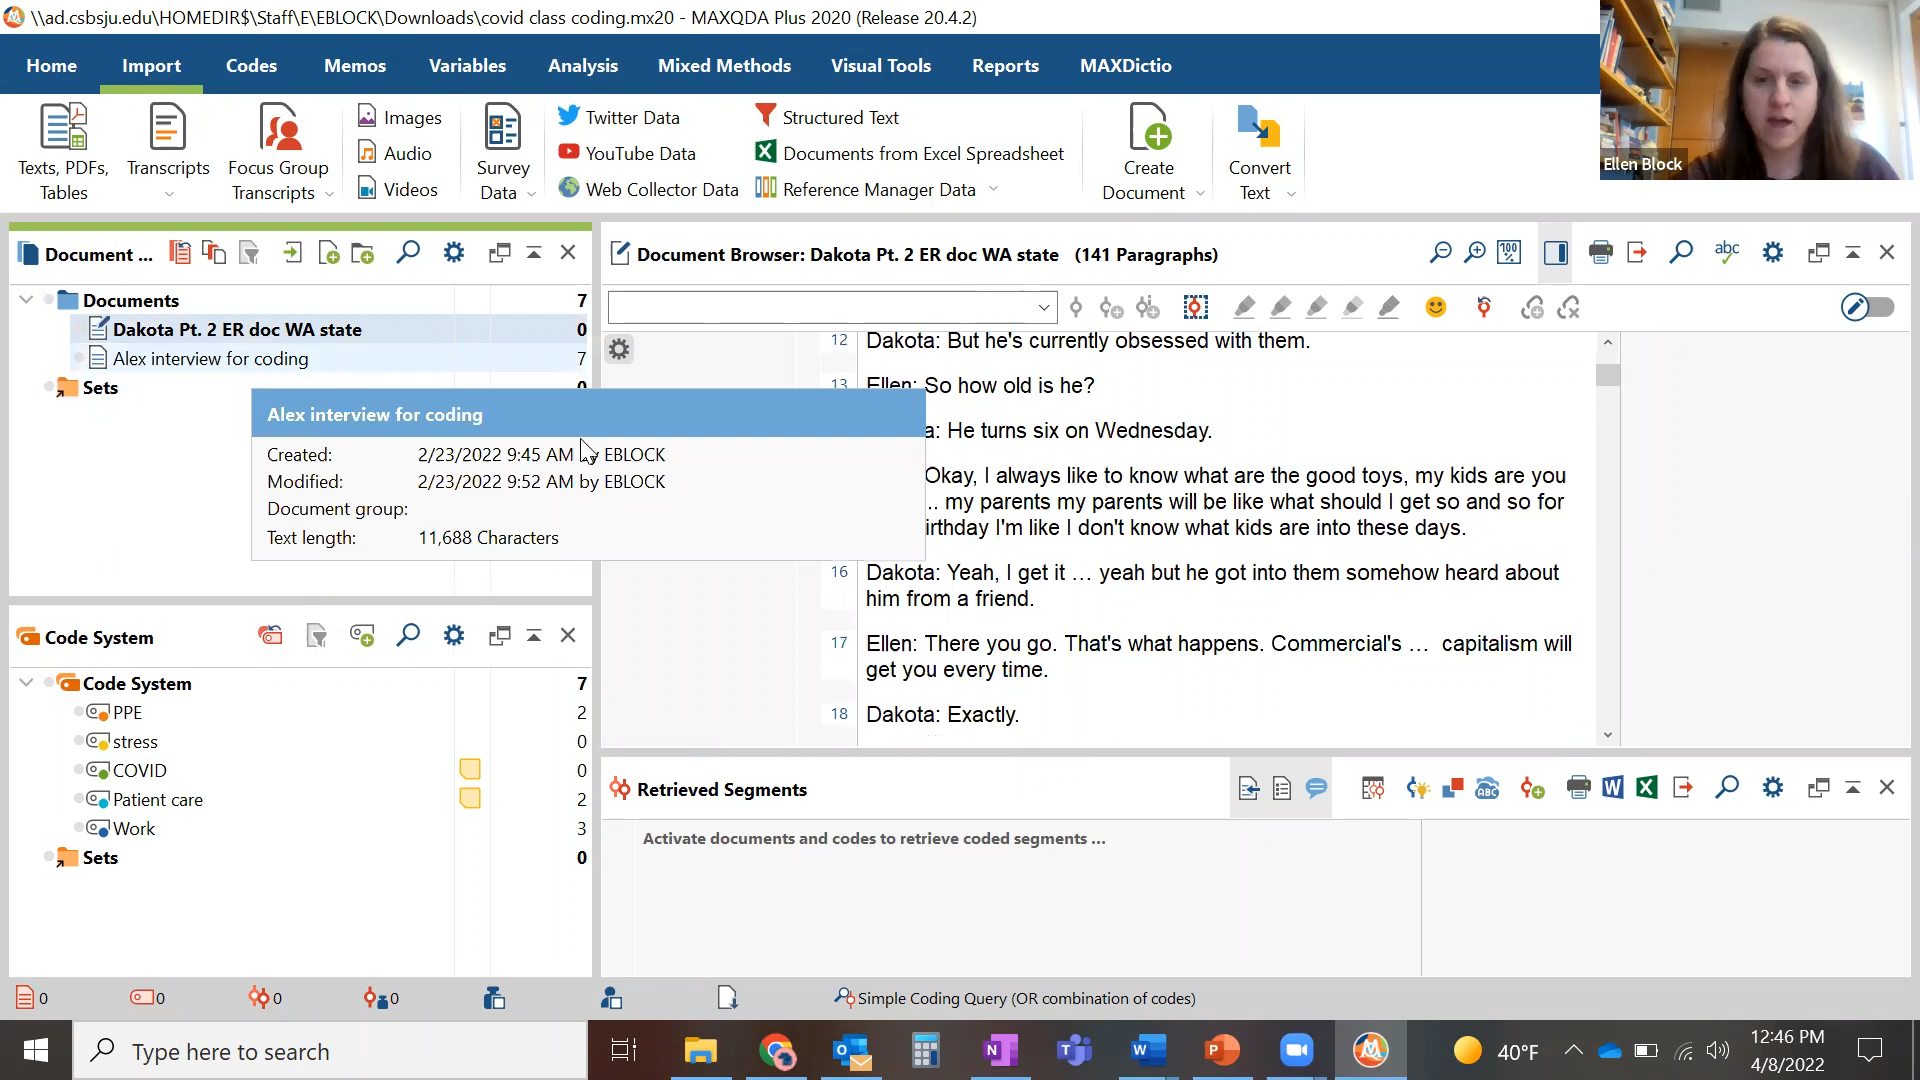 \\ad.csbsju.edu\HOMEDIR$\Staff\E\EBLOCK\Downloads\covid class coding.mx20 - MAXQDA Plus 2020 (Release 20.4.2)
Home Import Codes Memos Variables Analysis Mixed Methods Visual Tools Reports MAXDictio
Texts, PDFs, Tables
Transcripts
Focus Group Transcripts
Images
Audio
Videos
Survey Data
Twitter Data
YouTube Data
Web Collector Data
Structured Text
Documents from Excel Spreadsheet
Reference Manager Data
Create Document
Convert Text
Ellen Block
Document ...
Documents 7
Dakota Pt. 2 ER doc WA state 0
Alex interview for coding 7
Sets 0
Alex interview for coding
Created: 2/23/2022 9:45 AM by EBLOCK
Modified: 2/23/2022 9:52 AM by EBLOCK
Document group:
Text length: 11,688 Characters
Document Browser: Dakota Pt. 2 ER doc WA state (141 Paragraphs)
100 %
abc
12 Dakota: But he's currently obsessed with them.
13 Ellen: So how old is he?
a: He turns six on Wednesday.
Okay, I always like to know what are the good toys, my kids are you
.. my parents my parents will be like what should I get so and so for
irthday I'm like I don't know what kids are into these days.
16 Dakota: Yeah, I get it … yeah but he got into them somehow heard about
him from a friend.
17 Ellen: There you go. That's what happens. Commercial's … capitalism will
get you every time.
18 Dakota: Exactly.
Code System
Code System 7
PPE 2
stress 0
COVID 0
Patient care 2
Work 3
Sets 0
Retrieved Segments
ABC
Activate documents and codes to retrieve coded segments ...
0 0 0 0 Simple Coding Query (OR combination of codes)
Type here to search
40°F
12:46 PM
4/8/2022